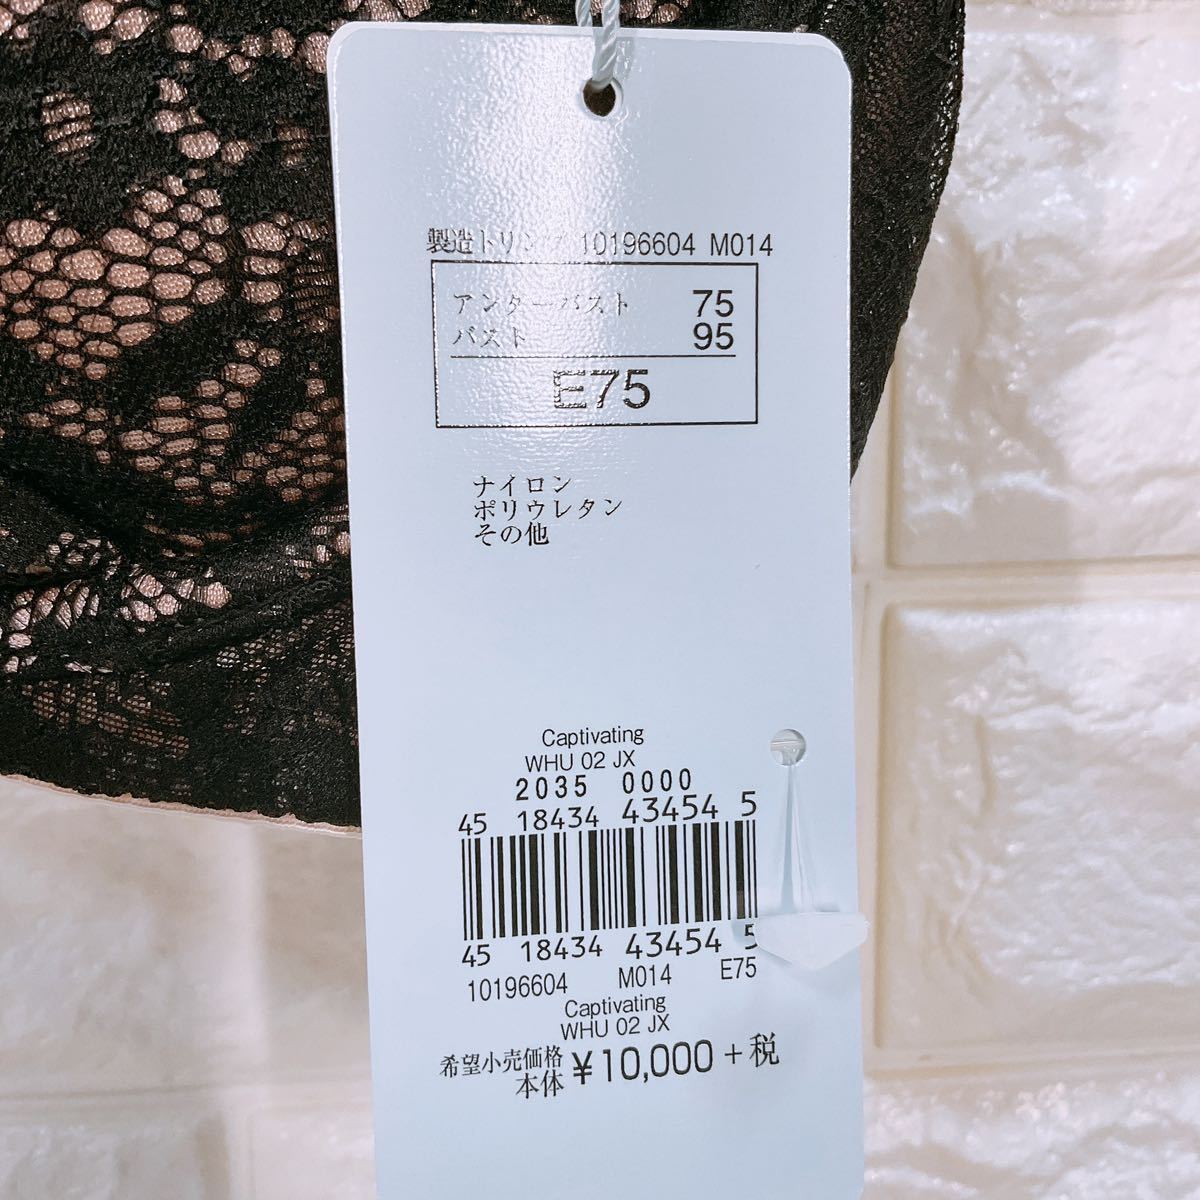 製造トリンプ 10196604 M014
アンダーバスト 75
バスト 95
E75
ナイロン
ポリウレタン
その他
Captivating
WHU 02 JX
2035 0000
45 18434 43454 5
45 18434 43454 5
10196604 M014 E75
Captivating
WHU 02 JX
希望小売価格
本体 ¥10,000+税